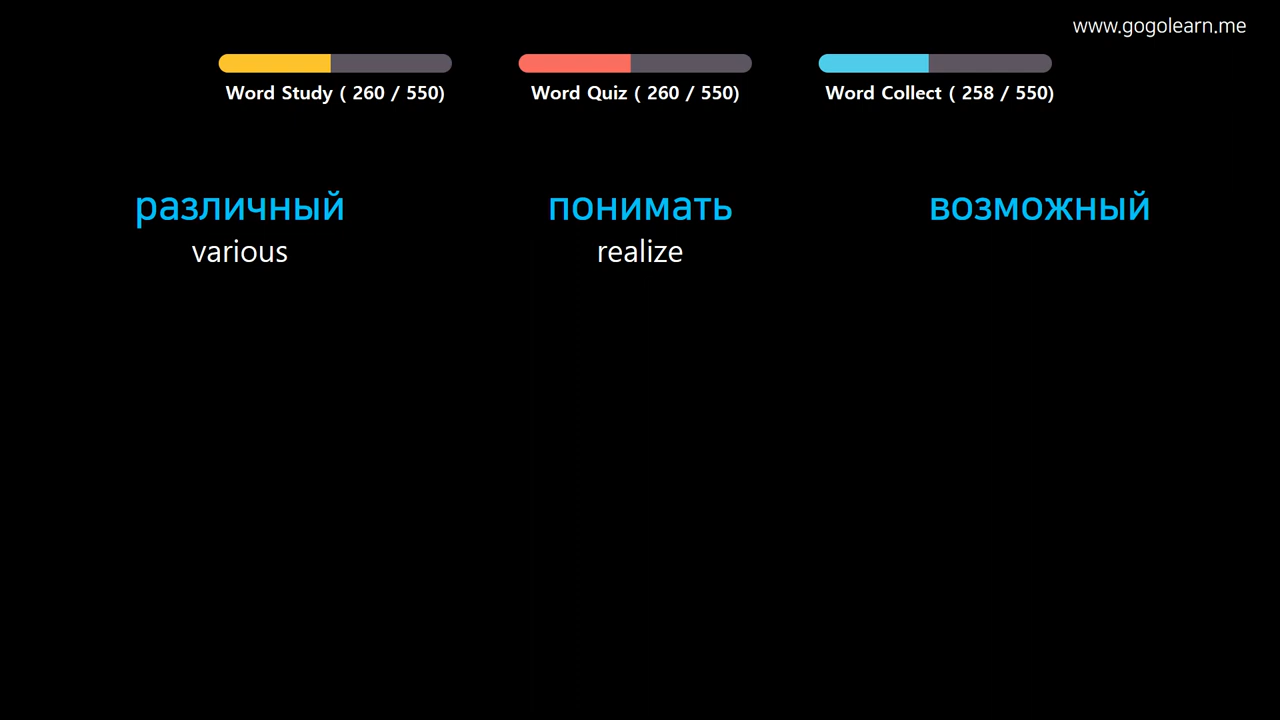 www.gogolearn.me
Word Study ( 260 / 550)
Word Quiz ( 260 / 550)
Word Collect ( 258 / 550)
различный
various
понимать
realize
возможный